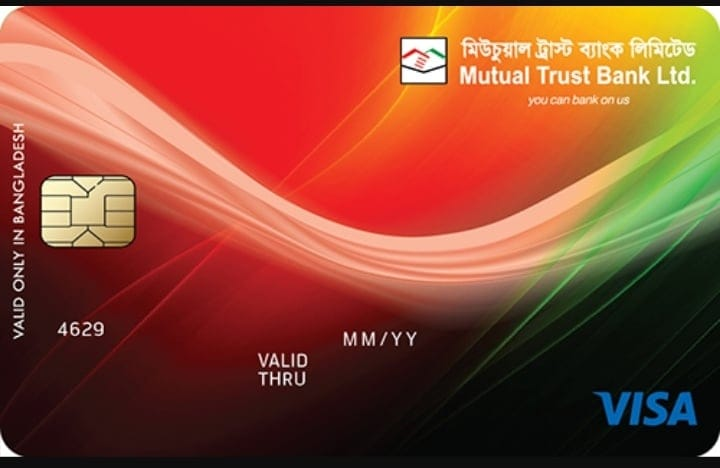 মিউচুয়াল ট্রাস্ট ব্যাংক লিমিটেড
Mutual Trust Bank Ltd.
you can bank on us
VALID ONLY IN BANGLADESH
4629
MM/YY
VALID
THRU
VISA